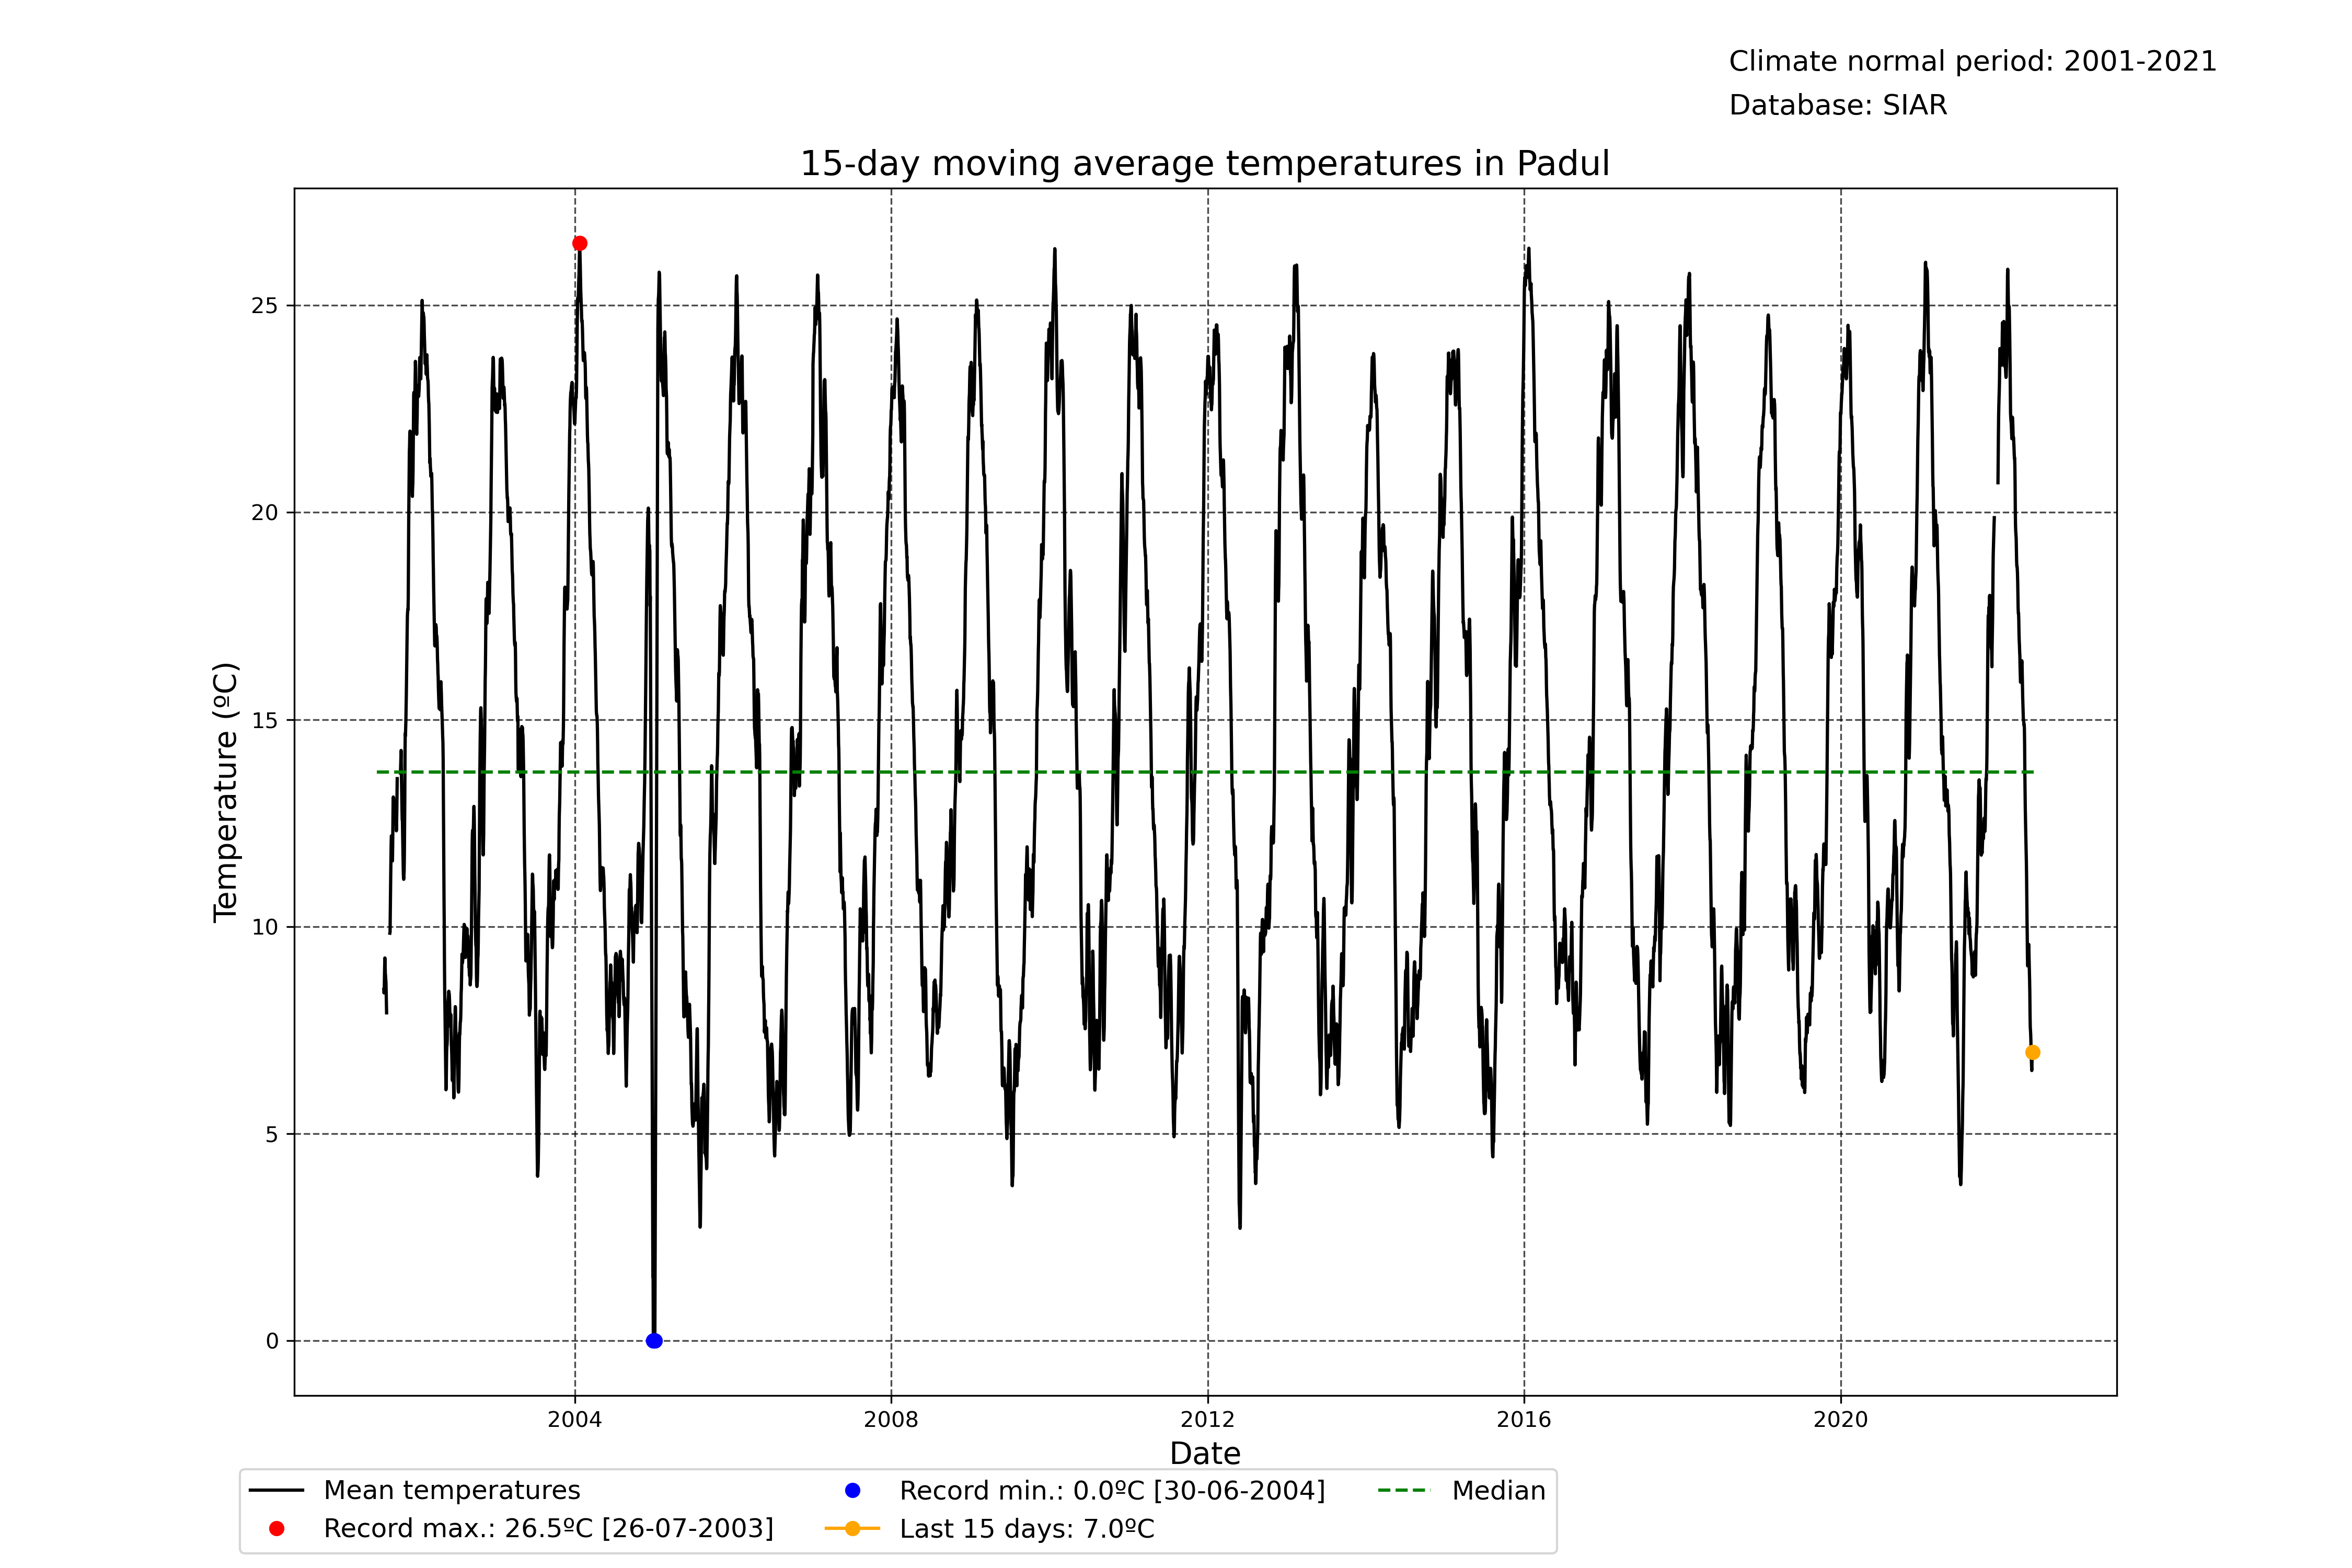 Climate normal period: 2001-2021
Database: SIAR
15-day moving average temperatures in Padul
Temperature (ºC)
25
20
15
10
5
0
2004 2008 2012 2016 2020
Date
Mean temperatures
Record max.: 26.5ºC [26-07-2003]
Record min.: 0.0ºC [30-06-2004]
Last 15 days: 7.0ºC
Median